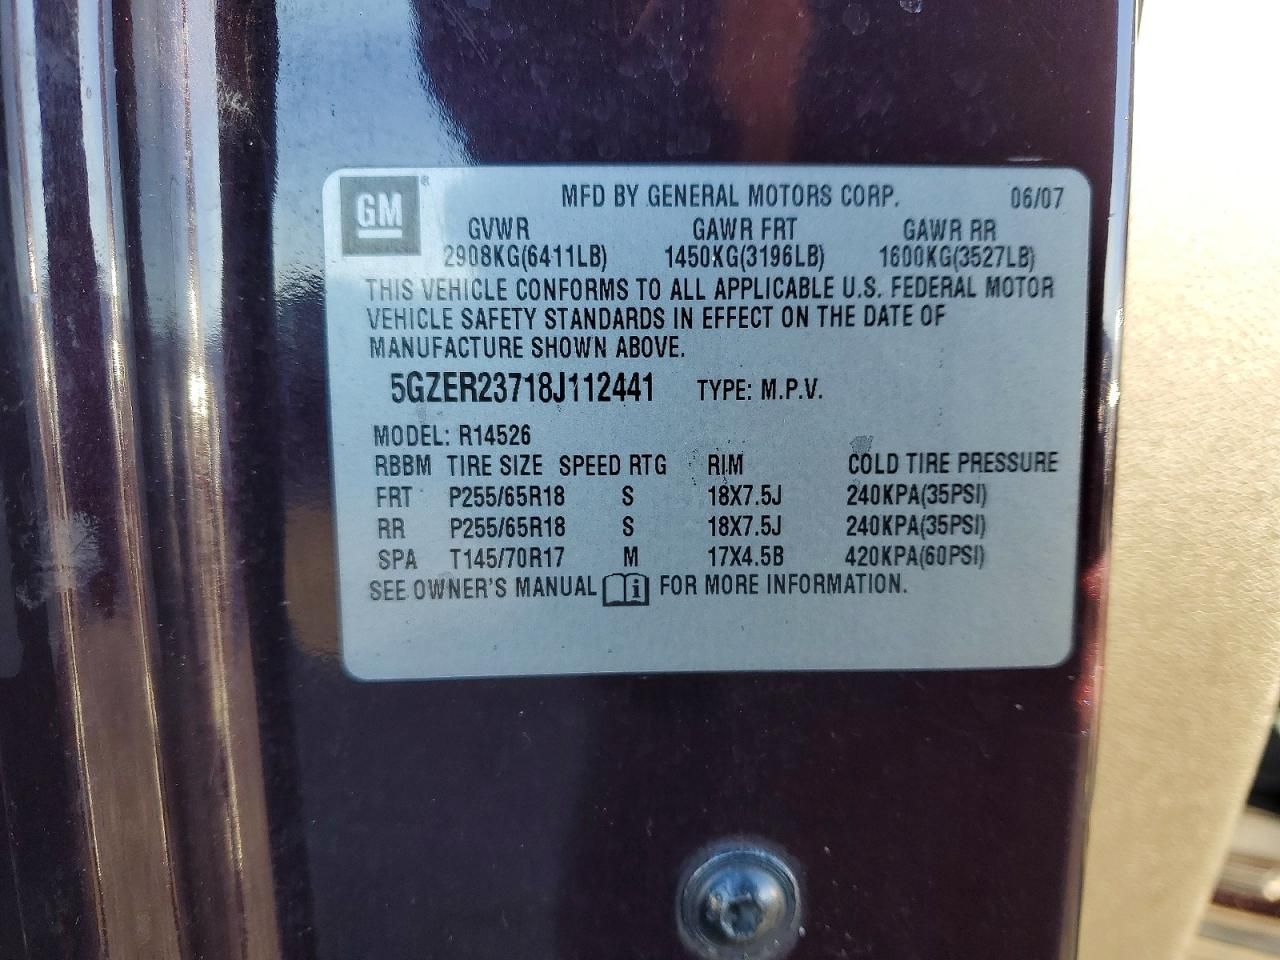 GM ® MFD BY GENERAL MOTORS CORP. 06/07
GVWR GAWR FRT GAWR RR
2908KG(6411LB) 1450KG(3196LB) 1600KG(3527LB)
THIS VEHICLE CONFORMS TO ALL APPLICABLE U.S. FEDERAL MOTOR
VEHICLE SAFETY STANDARDS IN EFFECT ON THE DATE OF
MANUFACTURE SHOWN ABOVE.
5GZER23718J112441 TYPE: M.P.V.
MODEL: R14526
RBBM TIRE SIZE SPEED RTG RIM COLD TIRE PRESSURE
FRT P255/65R18 S 18X7.5J 240KPA(35PSI)
RR P255/65R18 S 18X7.5J 240KPA(35PSI)
SPA T145/70R17 M 17X4.5B 420KPA(60PSI)
SEE OWNER'S MANUAL i FOR MORE INFORMATION.